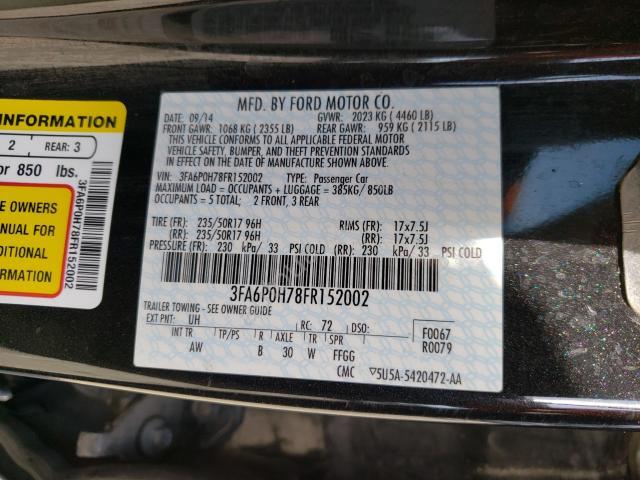 INFORMATION
2 REAR: 3
or 850 lbs.
E OWNERS
NUAL FOR
DITIONAL
ORMATION
3FA6P0H78FR152002
MFD. BY FORD MOTOR CO.
DATE: 09/14 GVWR: 2023 KG ( 4460 LB)
FRONT GAWR: 1068 KG ( 2355 LB) REAR GAWR: 959 KG ( 2115 LB)
THIS VEHICLE CONFORMS TO ALL APPLICABLE FEDERAL MOTOR
VEHICLE SAFETY, BUMPER, AND THEFT PREVENTION STANDARDS
IN EFFECT ON THE DATE OF MANUFACTURE SHOWN ABOVE.
VIN: 3FA6P0H78FR152002 TYPE: Passenger Car
MAXIMUM LOAD = OCCUPANTS + LUGGAGE = 385KG/ 850LB
OCCUPANTS = 5 TOTAL; 2 FRONT, 3 REAR
TIRE (FR): 235/50R17 96H RIMS (FR): 17x7.5J
(RR): 235/50R17 96H (RR): 17x7.5J
PRESSURE (FR): 230 kPa/ 33 PSI COLD (RR): 230 kPa/ 33 PSI COLD
3FA6P0H78FR152002
TRAILER TOWING - SEE OWNER GUIDE
EXT PNT: UH RC: 72 DSO: F0067
INT TR TP/PS R AXLE TR SPR R0079
AW B 30 W FFGG
CMC 5U5A-5420472-AA